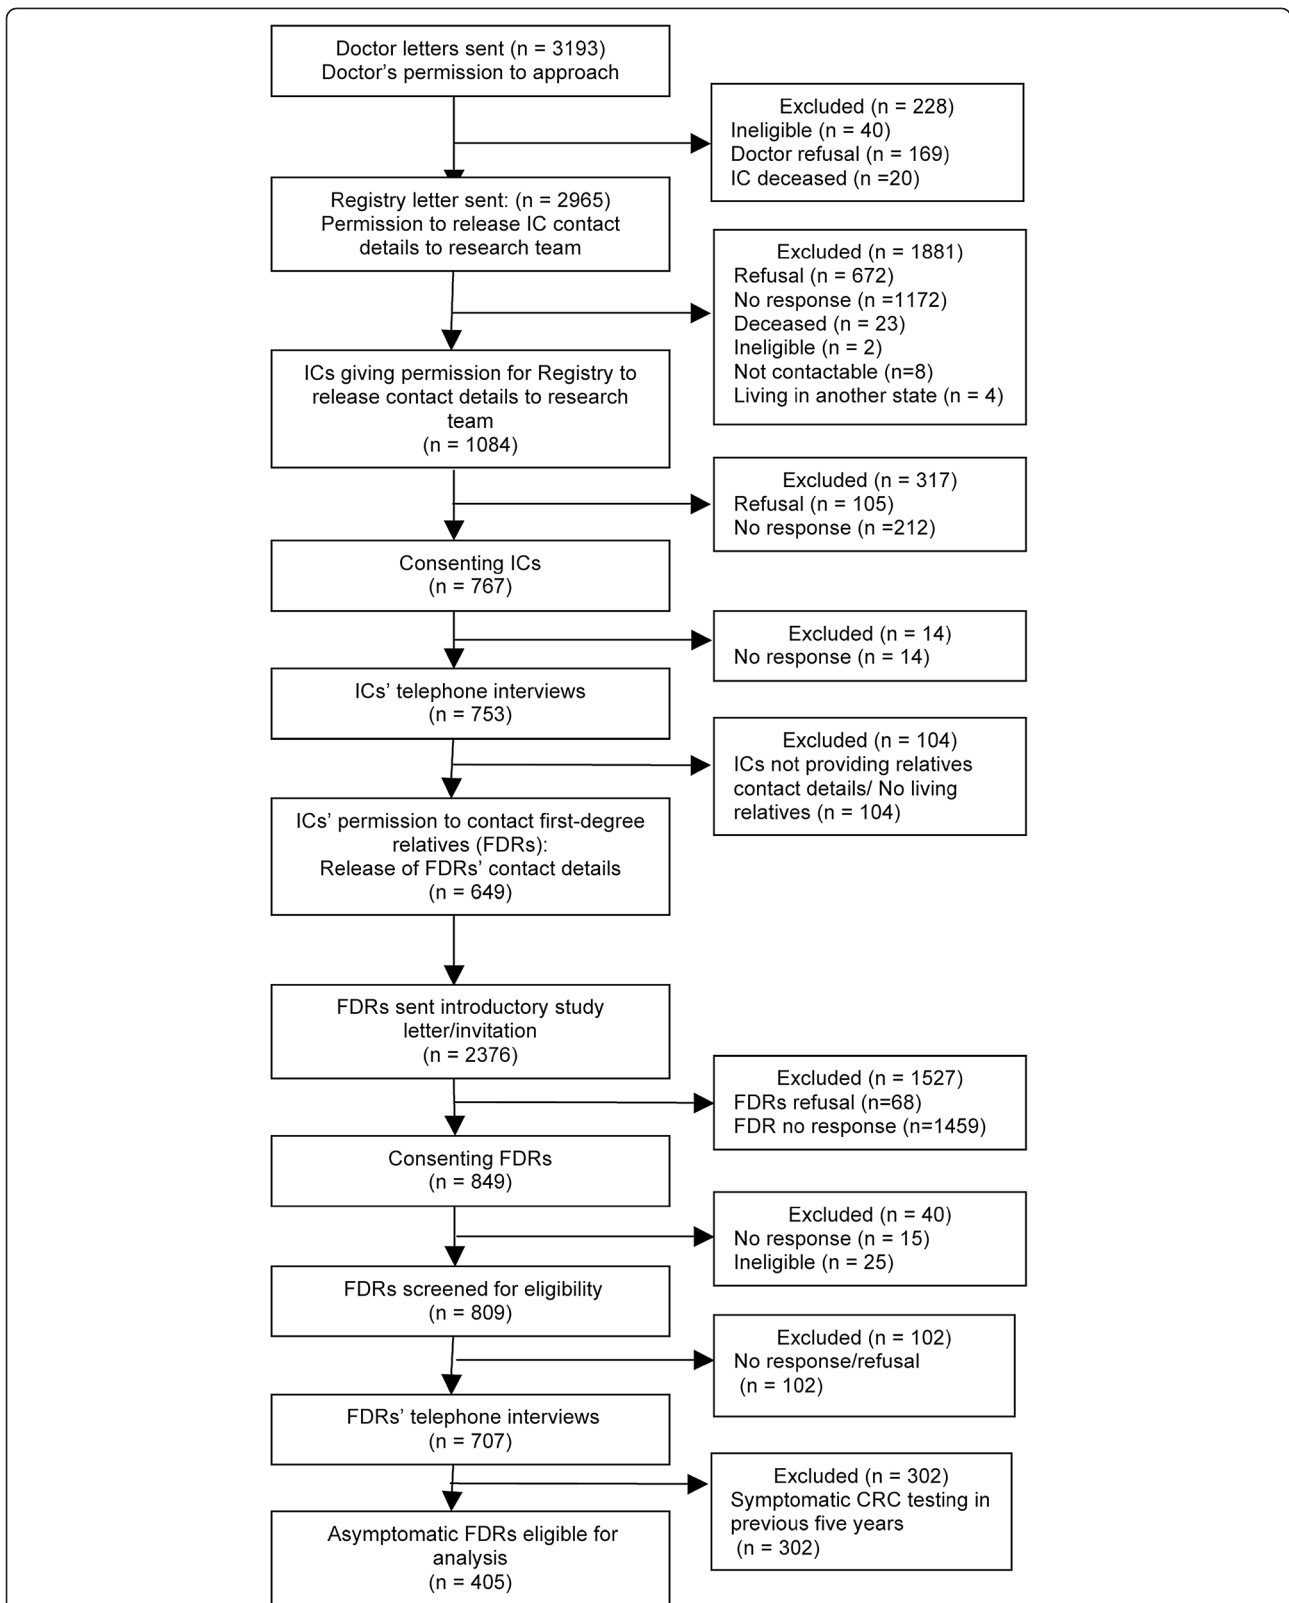 Doctor letters sent (n = 3193)
Doctor’s permission to approach
Excluded (n = 228)
Ineligible (n = 40)
Doctor refusal (n = 169)
IC deceased (n =20)
Registry letter sent: (n = 2965)
Permission to release IC contact
details to research team
Excluded (n = 1881)
Refusal (n = 672)
No response (n =1172)
Deceased (n = 23)
Ineligible (n = 2)
Not contactable (n=8)
Living in another state (n = 4)
ICs giving permission for Registry to
release contact details to research
team
(n = 1084)
Excluded (n = 317)
Refusal (n = 105)
No response (n =212)
Consenting ICs
(n = 767)
Excluded (n = 14)
No response (n = 14)
ICs’ telephone interviews
(n = 753)
Excluded (n = 104)
ICs not providing relatives
contact details/ No living
relatives (n = 104)
ICs’ permission to contact first-degree
relatives (FDRs):
Release of FDRs’ contact details
(n = 649)
FDRs sent introductory study
letter/invitation
(n = 2376)
Excluded (n = 1527)
FDRs refusal (n=68)
FDR no response (n=1459)
Consenting FDRs
(n = 849)
Excluded (n = 40)
No response (n = 15)
Ineligible (n = 25)
FDRs screened for eligibility
(n = 809)
Excluded (n = 102)
No response/refusal
(n = 102)
FDRs’ telephone interviews
(n = 707)
Excluded (n = 302)
Symptomatic CRC testing in
previous five years
(n = 302)
Asymptomatic FDRs eligible for
analysis
(n = 405)